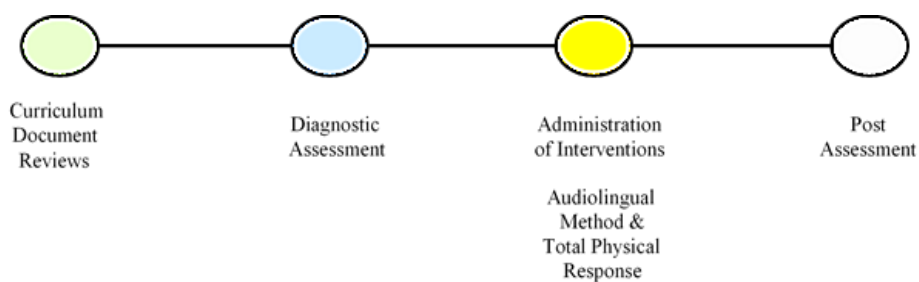 Curriculum
Document
Reviews
Diagnostic
Assessment
Administration
of Interventions
Audiolingual
Method &
Total Physical
Response
Post
Assessment